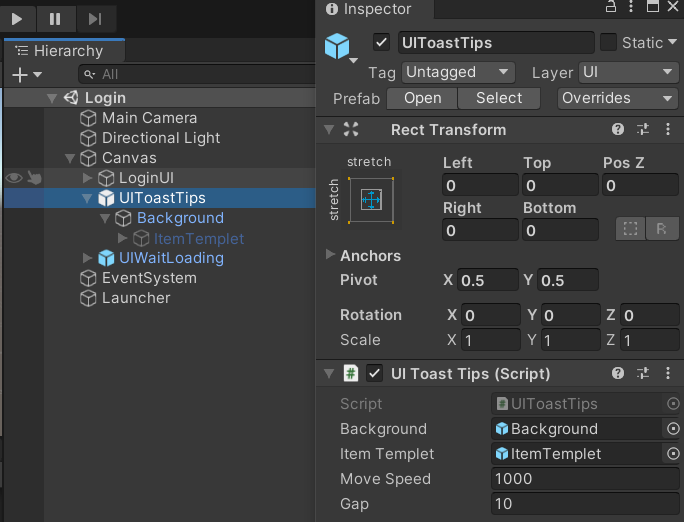 Inspector
Hierarchy
UIToastTips
Static
All
Tag Untagged Layer UI
Login
Prefab Open Select Overrides
Main Camera
Directional Light
Rect Transform
Canvas
stretch
Left Top Pos Z
LoginUI
stretch
0 0 0
UIToastTips
Right Bottom
Background
0 0 R
ItemTemplet
Anchors
UIWaitLoading
EventSystem
Pivot X 0.5 Y 0.5
Launcher
Rotation X 0 Y 0 Z 0
Scale X 1 Y 1 Z 1
# UI Toast Tips (Script)
Script # UIToastTips
Background Background
Item Templet ItemTemplet
Move Speed 1000
Gap 10